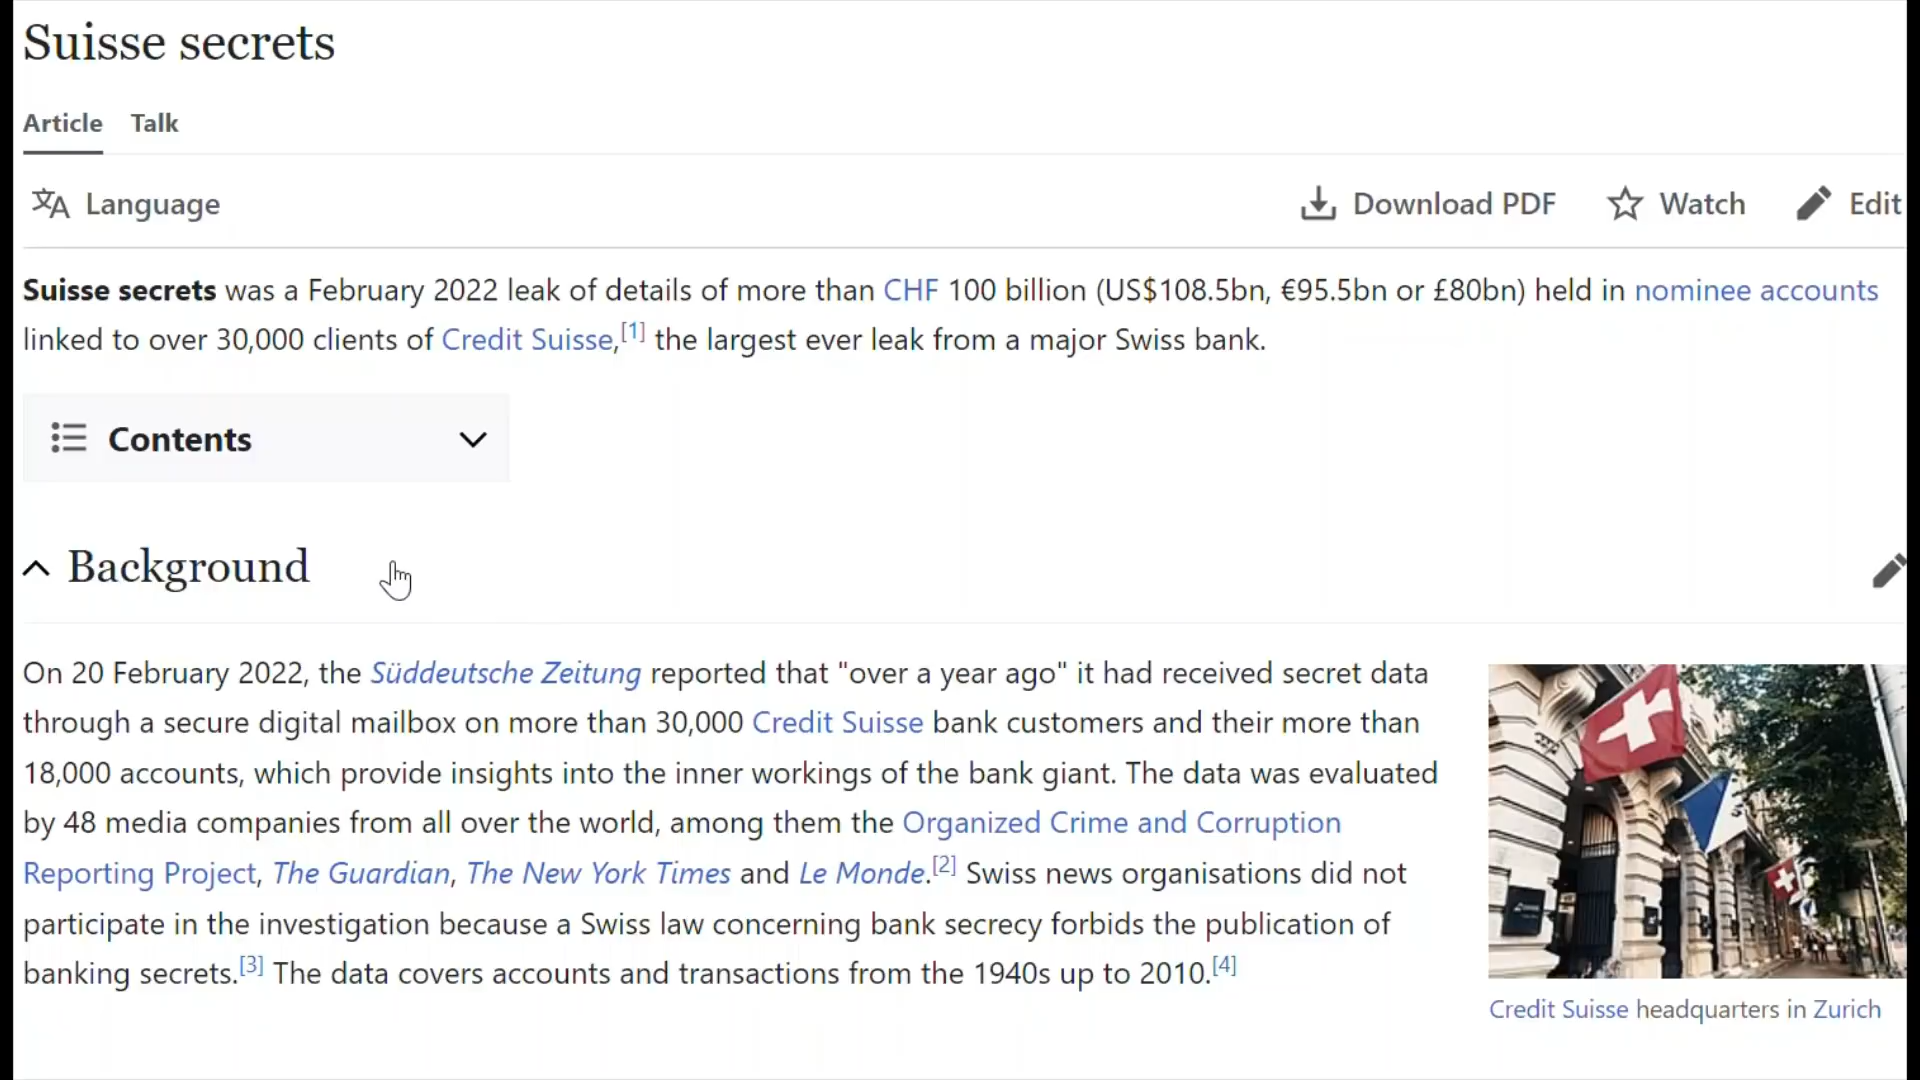 Suisse secrets
Article Talk
Language Download PDF Watch Edit
Suisse secrets was a February 2022 leak of details of more than CHF 100 billion (US$108.5bn, €95.5bn or £80bn) held in nominee accounts
linked to over 30,000 clients of Credit Suisse,[1] the largest ever leak from a major Swiss bank.
Contents
Background
On 20 February 2022, the Süddeutsche Zeitung reported that "over a year ago" it had received secret data
through a secure digital mailbox on more than 30,000 Credit Suisse bank customers and their more than
18,000 accounts, which provide insights into the inner workings of the bank giant. The data was evaluated
by 48 media companies from all over the world, among them the Organized Crime and Corruption
Reporting Project, The Guardian, The New York Times and Le Monde.[2] Swiss news organisations did not
participate in the investigation because a Swiss law concerning bank secrecy forbids the publication of
banking secrets.[3] The data covers accounts and transactions from the 1940s up to 2010.[4]
Credit Suisse headquarters in Zurich